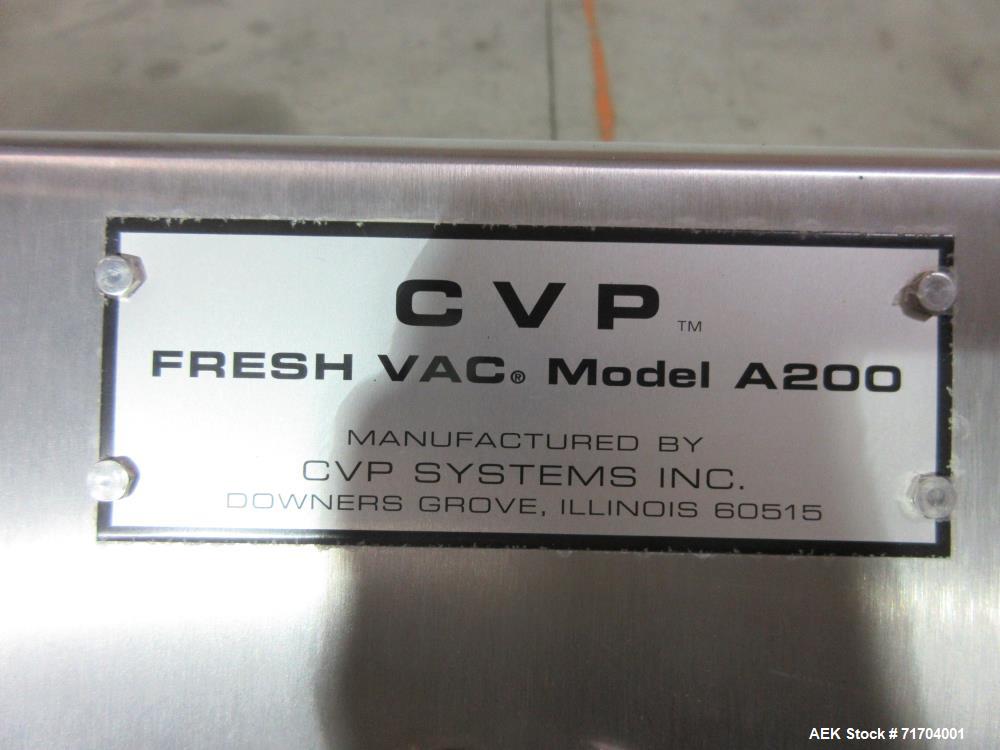 CVP™
FRESH VAC® Model A200
MANUFACTURED BY
CVP SYSTEMS INC.
DOWNERS GROVE, ILLINOIS 60515
AEK Stock # 71704001